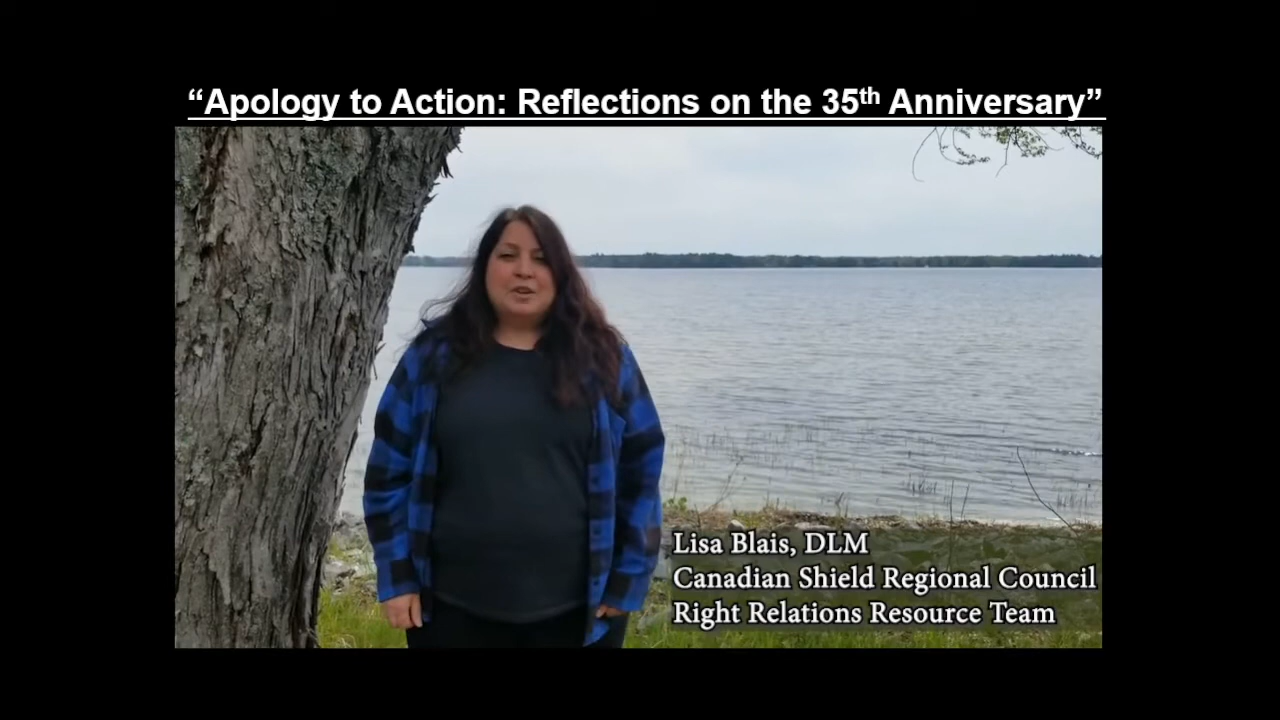 “Apology to Action: Reflections on the 35th Anniversary”
Lisa Blais, DLM
Canadian Shield Regional Council
Right Relations Resource Team